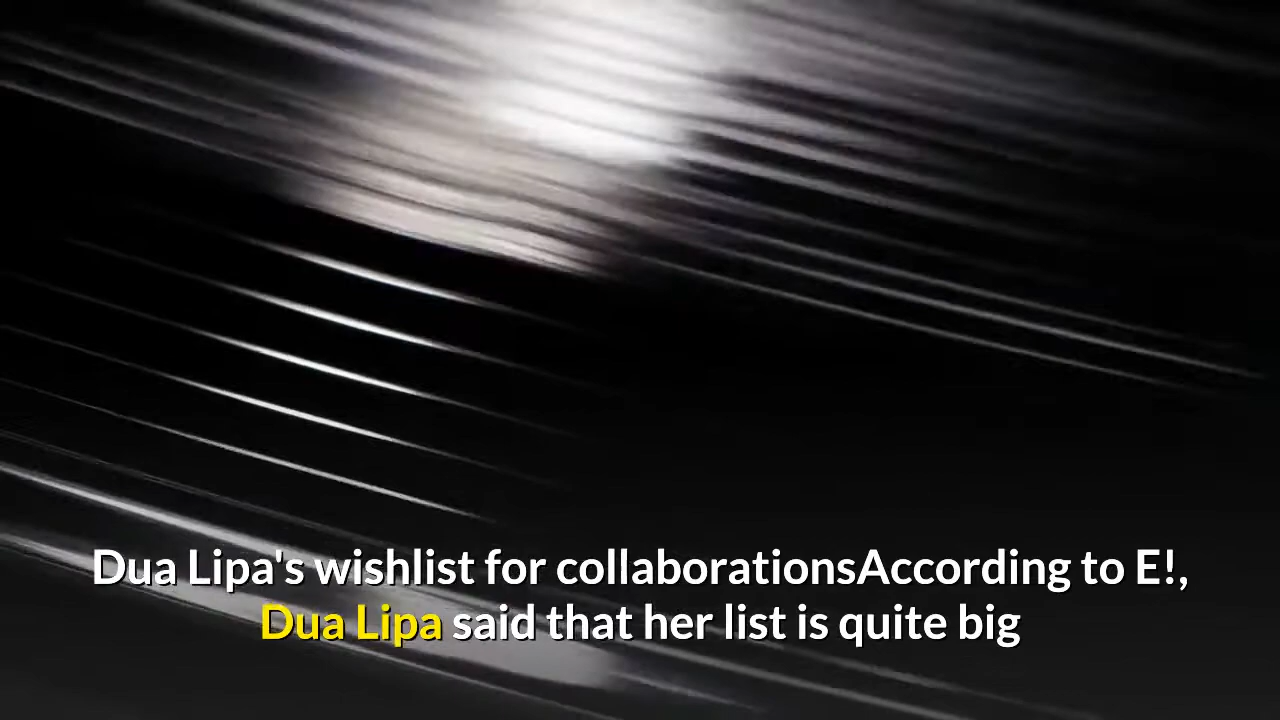 Dua Lipa's wishlist for collaborationsAccording to E!,
Dua Lipa said that her list is quite big